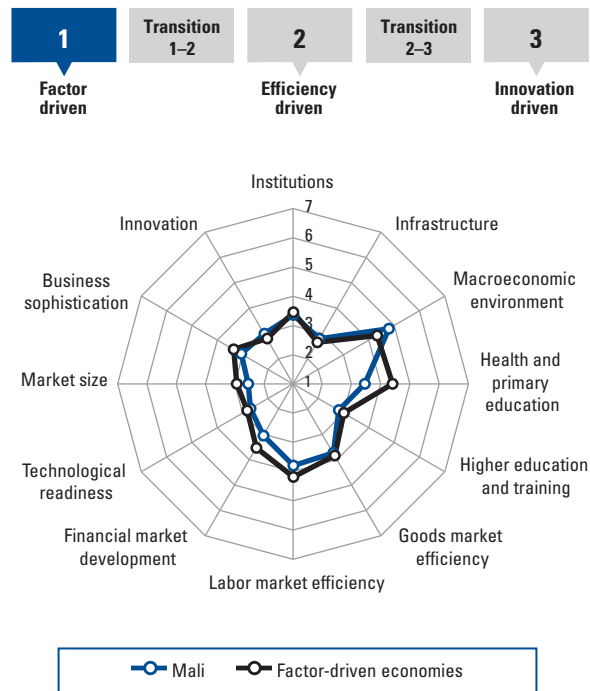 1
Transition
1–2
2
Transition
2–3
3
Factor
driven
Efficiency
driven
Innovation
driven
Institutions
Infrastructure
Macroeconomic
environment
Health and
primary
education
Higher education
and training
Goods market
efficiency
Labor market efficiency
Financial market
development
Technological
readiness
Market size
Business
sophistication
Innovation
7
6
5
4
3
2
1
Mali
Factor-driven economies